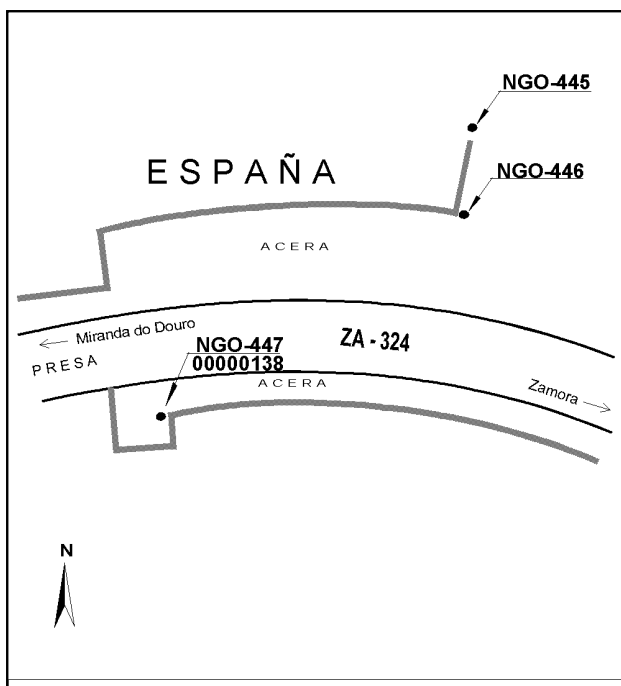 NGO-445
ESPAÑA
NGO-446
ACERA
Miranda do Douro
NGO-447
00000138
ZA - 324
PRESA
ACERA
Zamora
N